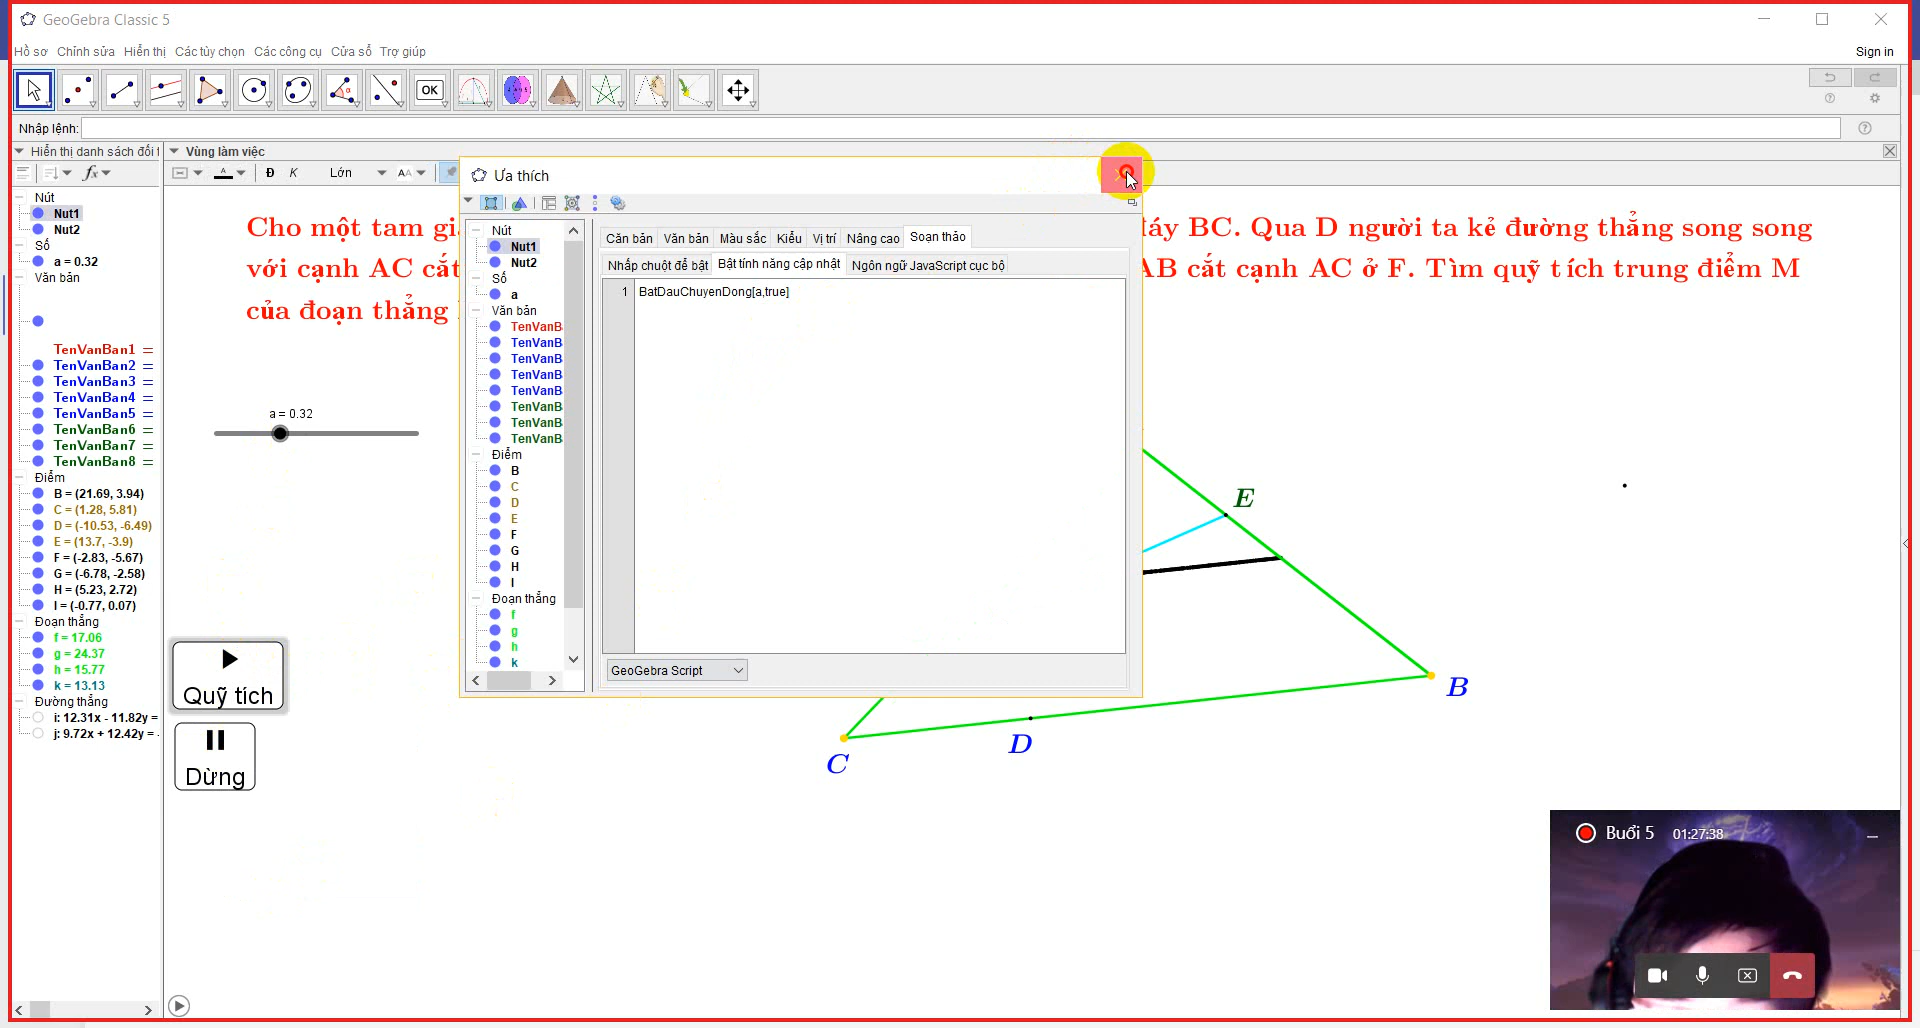 GeoGebra Classic 5
Hồ sơ Chỉnh sửa Hiển thị Các tùy chọn Các công cụ Cửa sổ Trợ giúp
Sign in
OK
Nhập lệnh:
Hiển thị danh sách đối t
Vùng làm việc
Đ K Lớn AA
Nút
Nut1
Nut2
Số
a = 0.32
Văn bản
TenVanBan1 =
TenVanBan2 =
TenVanBan3 =
TenVanBan4 =
TenVanBan5 =
TenVanBan6 =
TenVanBan7 =
TenVanBan8 =
Điểm
B = (21.69, 3.94)
C = (1.28, 5.81)
D = (-10.53, -6.49)
E = (13.7, -3.9)
F = (-2.83, -5.67)
G = (-6.78, -2.58)
H = (5.23, 2.72)
I = (-0.77, 0.07)
Đoạn thẳng
f = 17.06
g = 24.37
h = 15.77
k = 13.13
Đường thẳng
i: 12.31x - 11.82y =
j: 9.72x + 12.42y = -
Cho một tam gi
đáy BC. Qua D người ta kẻ đường thẳng song song
với cạnh AC cắt
AB cắt cạnh AC ở F. Tìm quỹ tích trung điểm M
của đoạn thẳng
a = 0.32
Quỹ tích
Dừng
Ưa thích
Nút
Nut1
Nut2
Số
a
Văn bản
TenVanB
TenVanB
TenVanB
TenVanB
TenVanB
TenVanB
TenVanB
TenVanB
Điểm
B
C
D
E
F
G
H
I
Đoạn thẳng
f
g
h
k
Căn bản Văn bản Màu sắc Kiểu Vị trí Nâng cao Soạn thảo
Nhấp chuột để bật Bật tính năng cập nhật Ngôn ngữ JavaScript cục bộ
1 BatDauChuyenDong[a,true]
GeoGebra Script
E
B
D
C
Buổi 5 01:27:38